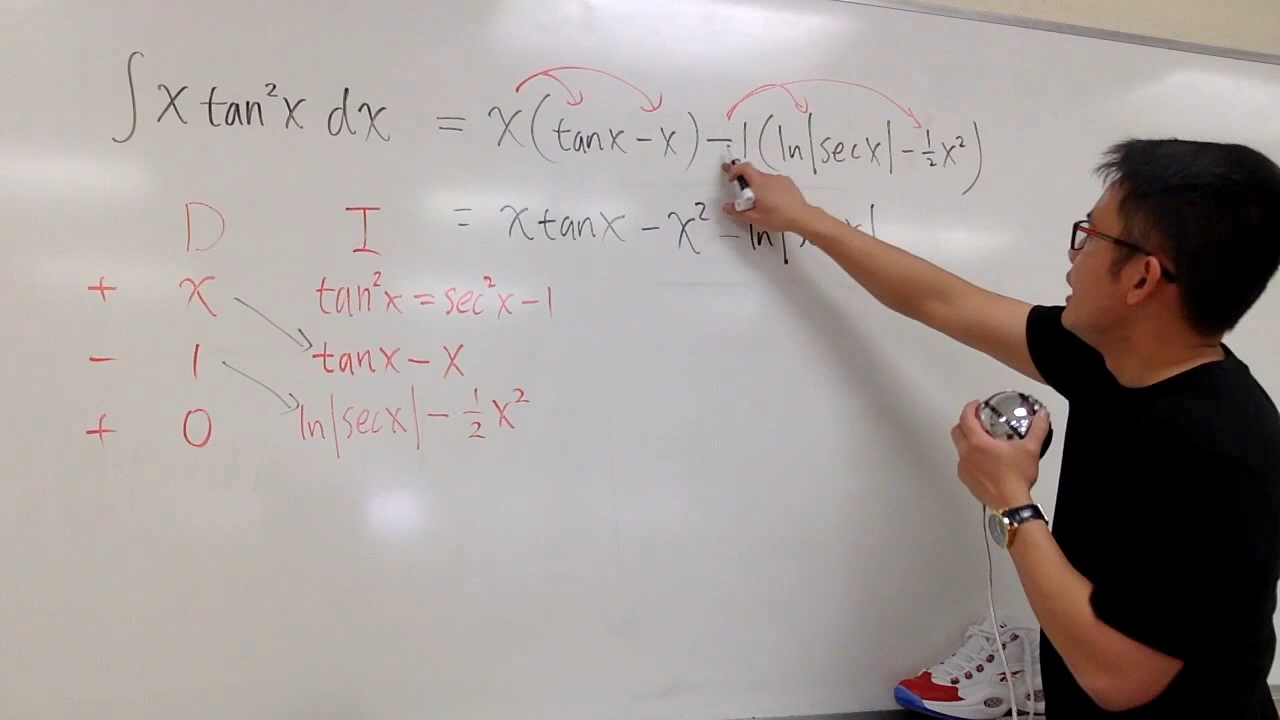 ∫ x tan²x dx = x(tanx - x) - 1(ln|secx| - ½x²)
= xtanx - x² - ln|
D I
+ x tan²x = sec²x - 1
- 1 tanx - x
+ 0 ln|secx| - ½x²